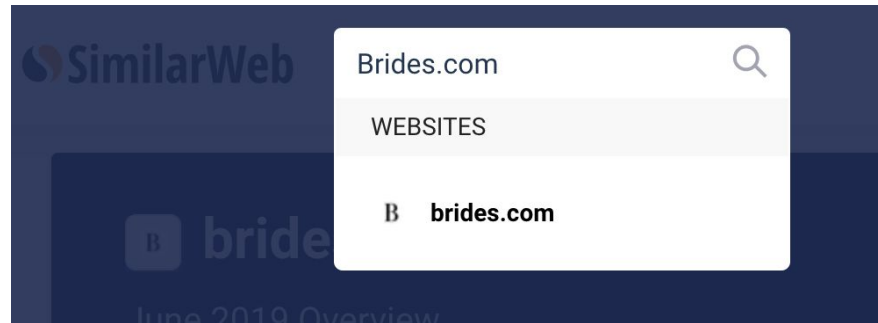 SimilarWeb
Brides.com
WEBSITES
B brides.com
B bride
June 2019 Overview